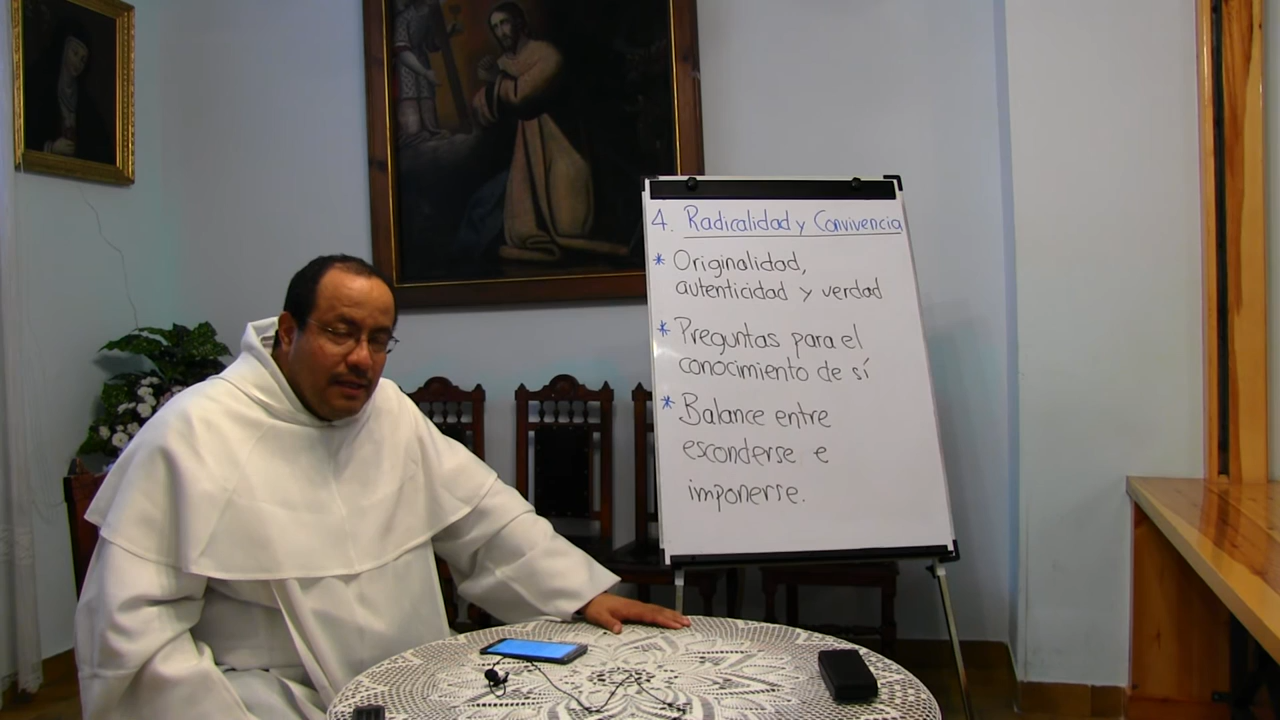 4. Radicalidad y Convivencia
* Originalidad,
autenticidad y verdad
* Preguntas para el
conocimiento de sí
* Balance entre
esconderse e
imponerse.